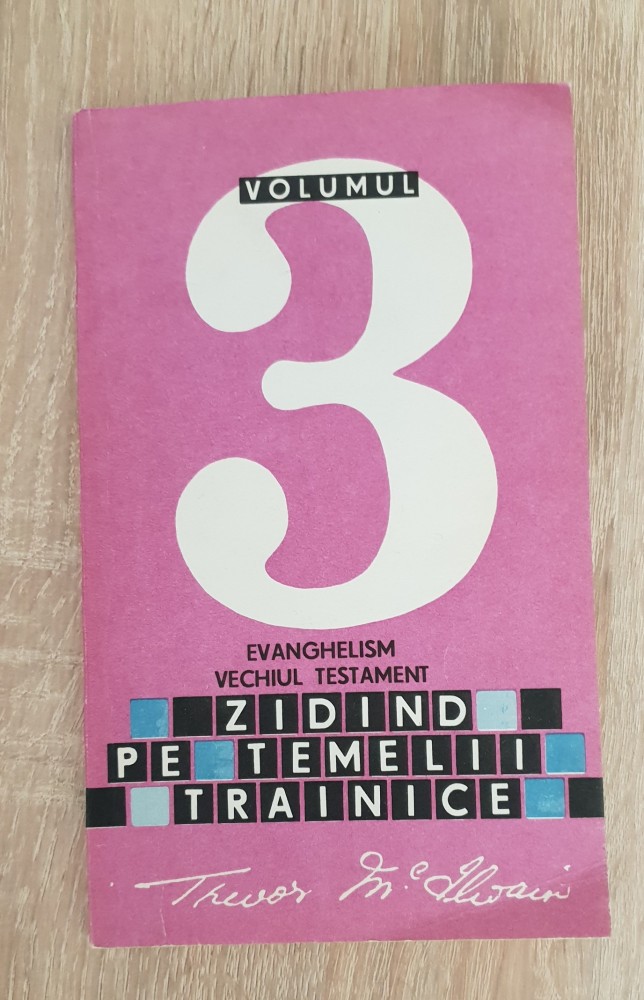 VOLUMUL
3
EVANGHELISM
VECHIUL TESTAMENT
ZIDIND
PE TEMELII
TRAINICE
Trevor McIlwain